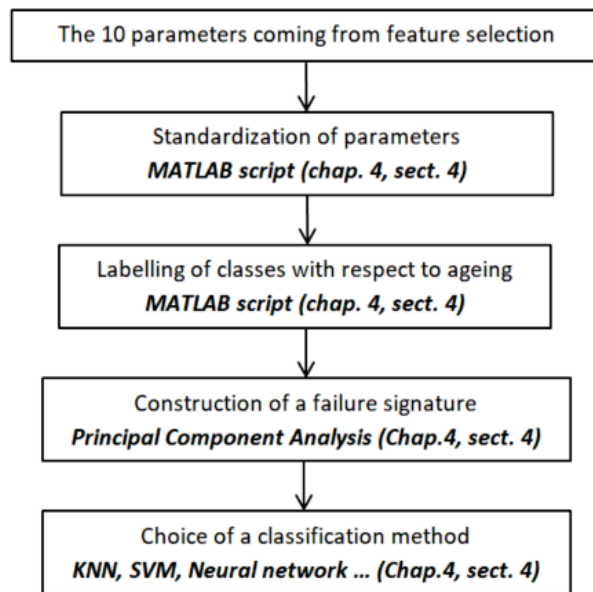 The 10 parameters coming from feature selection
Standardization of parameters
MATLAB script (chap. 4, sect. 4)
Labelling of classes with respect to ageing
MATLAB script (chap. 4, sect. 4)
Construction of a failure signature
Principal Component Analysis (Chap.4, sect. 4)
Choice of a classification method
KNN, SVM, Neural network ... (Chap.4, sect. 4)